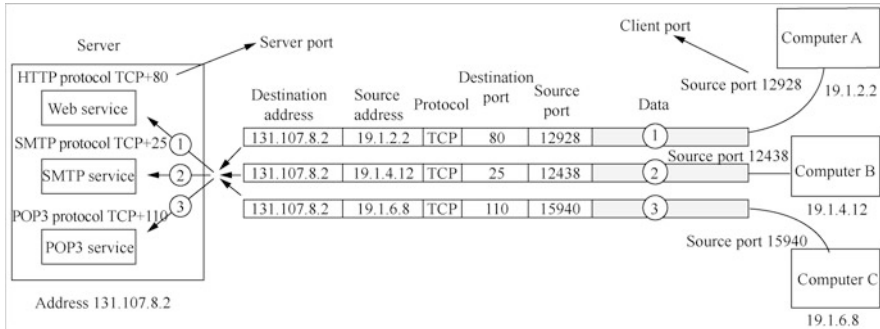 Server
Server port
HTTP protocol TCP+80
Web service
SMTP protocol TCP+25
SMTP service
POP3 protocol TCP+110
POP3 service
Address 131.107.8.2
1
2
3
Destination address
Source address
Protocol
Destination port
Source port
Data
131.107.8.2 19.1.2.2 TCP 80 12928 1
131.107.8.2 19.1.4.12 TCP 25 12438 2
131.107.8.2 19.1.6.8 TCP 110 15940 3
Client port
Computer A
Source port 12928
19.1.2.2
Source port 12438
Computer B
19.1.4.12
Source port 15940
Computer C
19.1.6.8